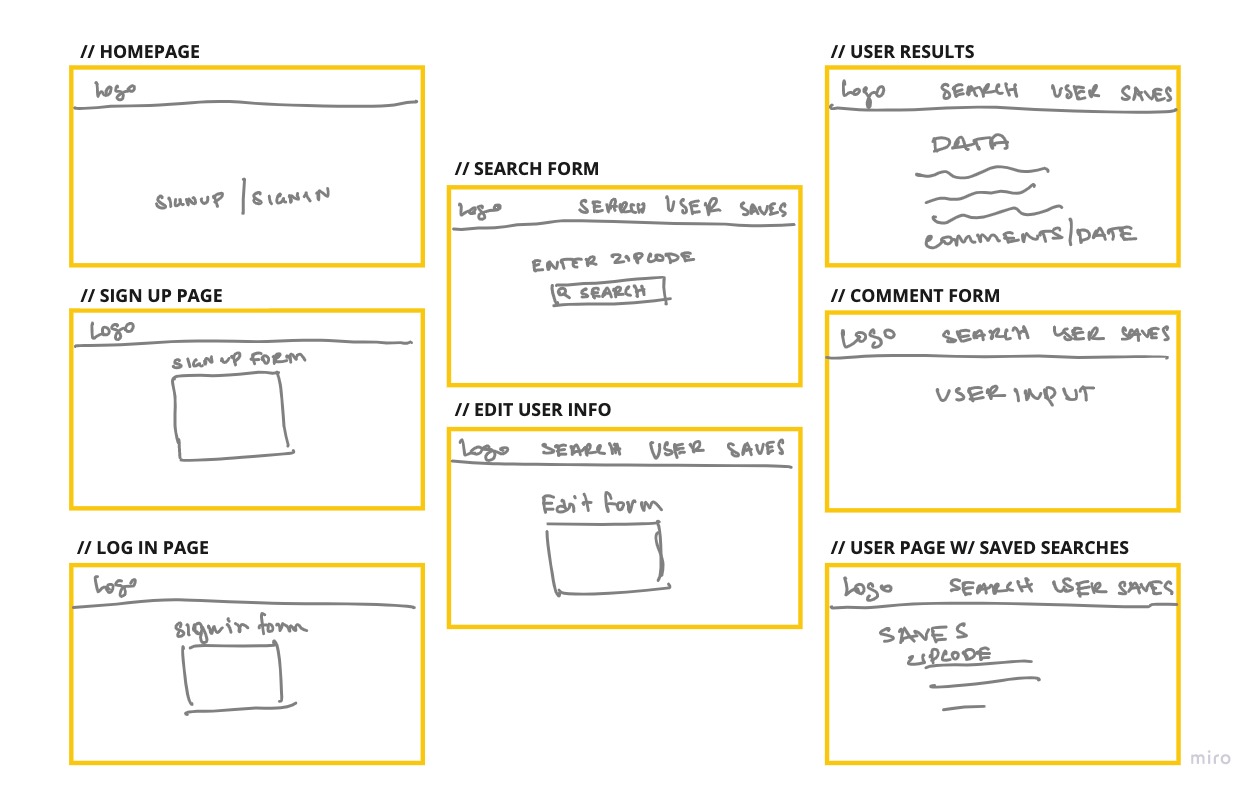 // HOMEPAGE
Logo
SIGNUP | SIGNIN
// SIGN UP PAGE
Logo
SIGN UP FORM
// LOG IN PAGE
Logo
Signin form
// SEARCH FORM
Logo SEARCH USER SAVES
ENTER ZIPCODE
SEARCH
// EDIT USER INFO
Logo SEARCH USER SAVES
Edit form
// USER RESULTS
Logo SEARCH USER SAVES
DATA
COMMENTS/DATE
// COMMENT FORM
Logo SEARCH USER SAVES
USER INPUT
// USER PAGE W/ SAVED SEARCHES
Logo SEARCH USER SAVES
SAVES
ZIPCODE
miro